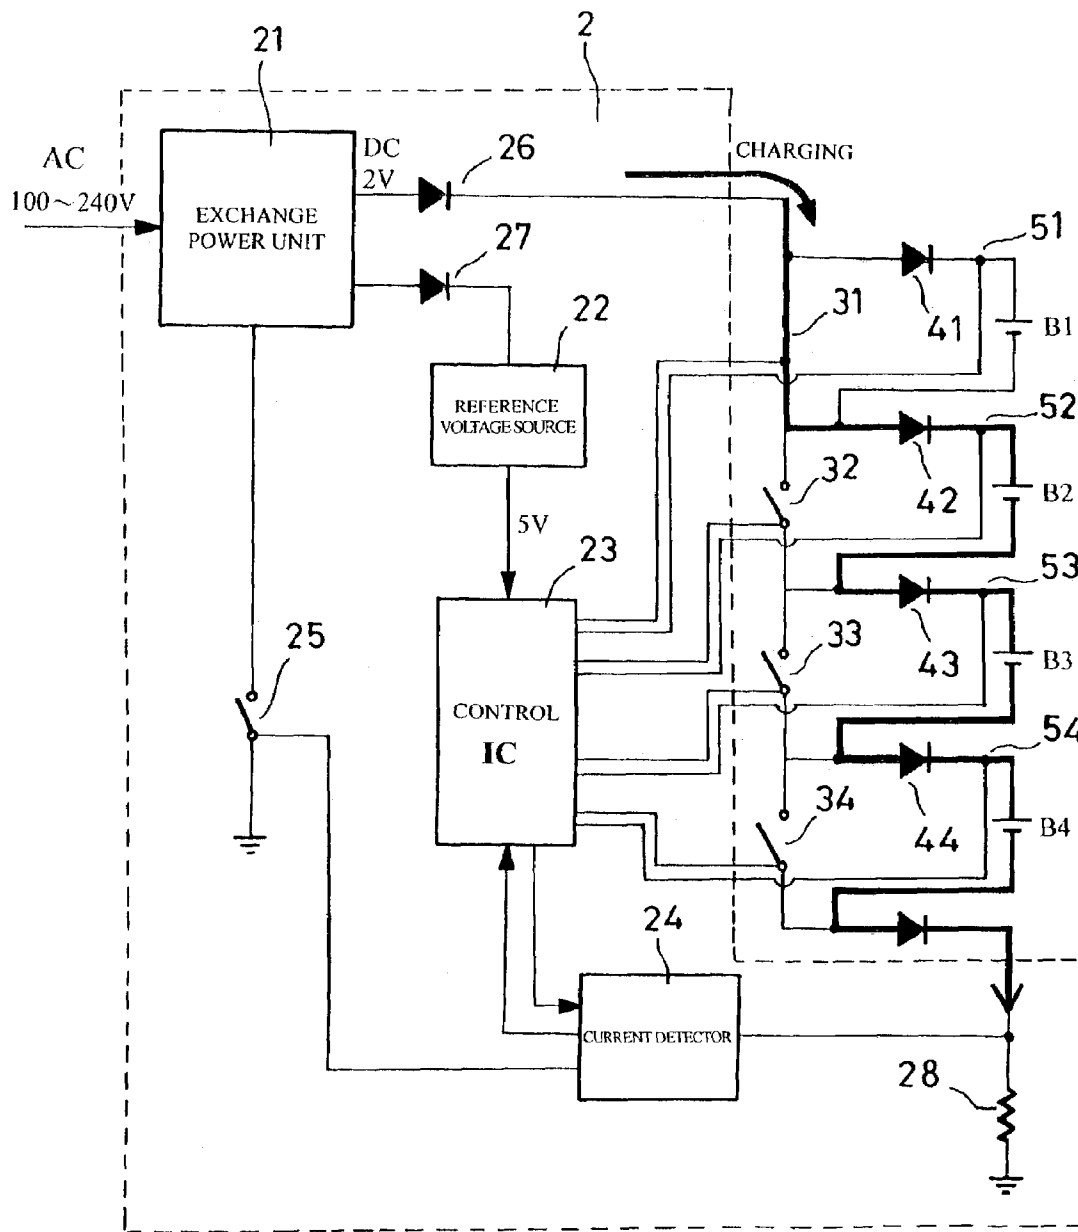 2
21
AC
100~240V
EXCHANGE
POWER UNIT
DC
2V
26
27
CHARGING
51
41
31
B1
22
REFERENCE
VOLTAGE SOURCE
52
42
32
B2
5V
23
53
43
33
B3
25
CONTROL
IC
54
44
34
B4
24
CURRENT DETECTOR
28